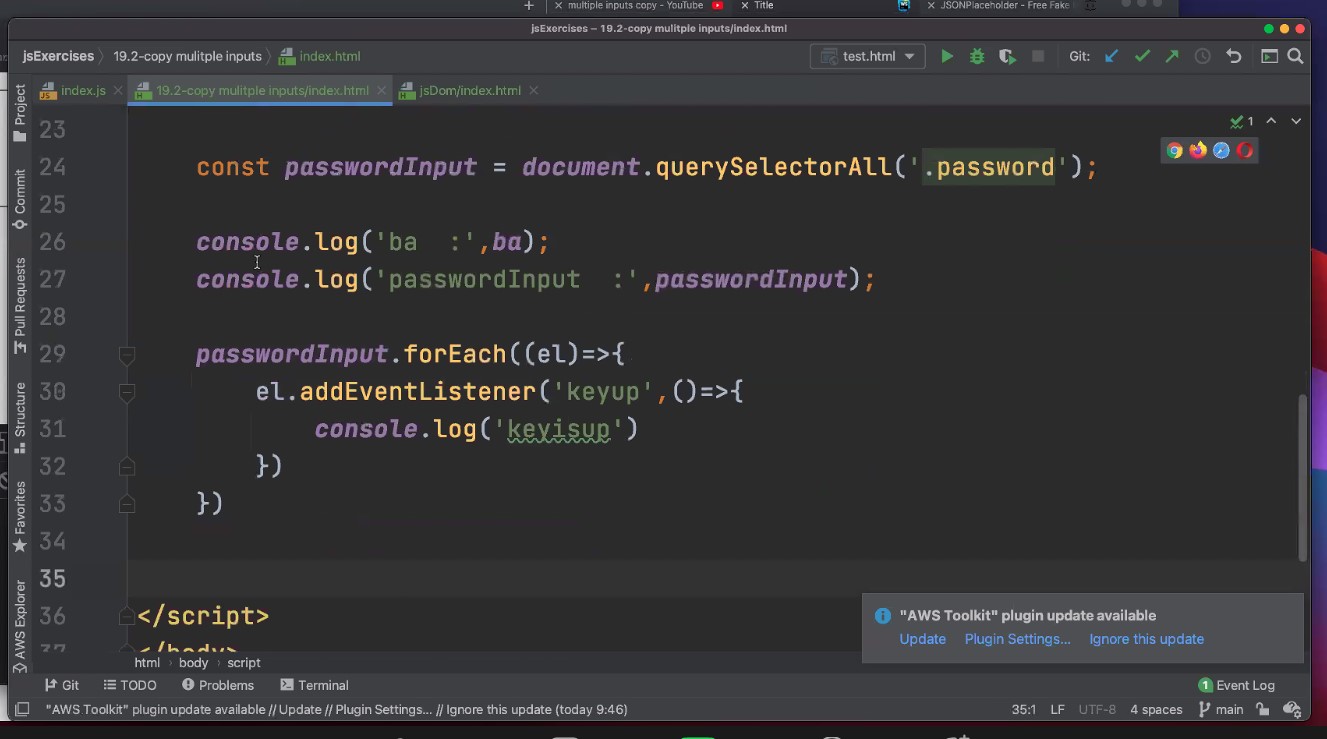 multiple inputs copy - YouTube
Title
JSONPlaceholder - Free Fake
jsExercises – 19.2-copy mulitple inputs/index.html
jsExercises 19.2-copy mulitple inputs index.html
test.html
Git:
index.js
19.2-copy mulitple inputs/index.html
jsDom/index.html
Project
Commit
Pull Requests
Structure
Favorites
AWS Explorer
1
23
24 const passwordInput = document.querySelectorAll('.password');
25
26 console.log('ba  :',ba);
27 console.log('passwordInput  :',passwordInput);
28
29 passwordInput.forEach((el)=>{
30 el.addEventListener('keyup',()=>{
31 console.log('keyisup')
32 })
33 })
34
35
36 </script>
37 </body>
"AWS Toolkit" plugin update available
Update Plugin Settings... Ignore this update
html › body › script
Git TODO Problems Terminal
1 Event Log
"AWS Toolkit" plugin update available // Update // Plugin Settings... // Ignore this update (today 9:46)
35:1 LF UTF-8 4 spaces main